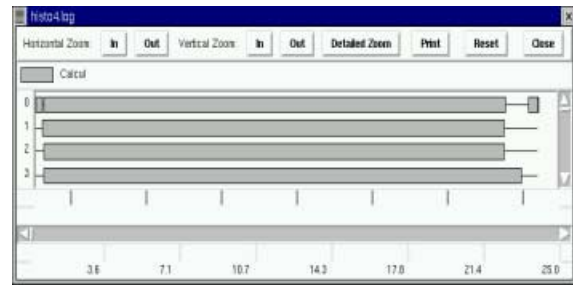 histo4.log
Horizontal Zoom In Out Vertical Zoom In Out Detailed Zoom Print Reset Close
Calcul
0
1
2
3
3.6 7.1 10.7 14.3 17.8 21.4 25.0